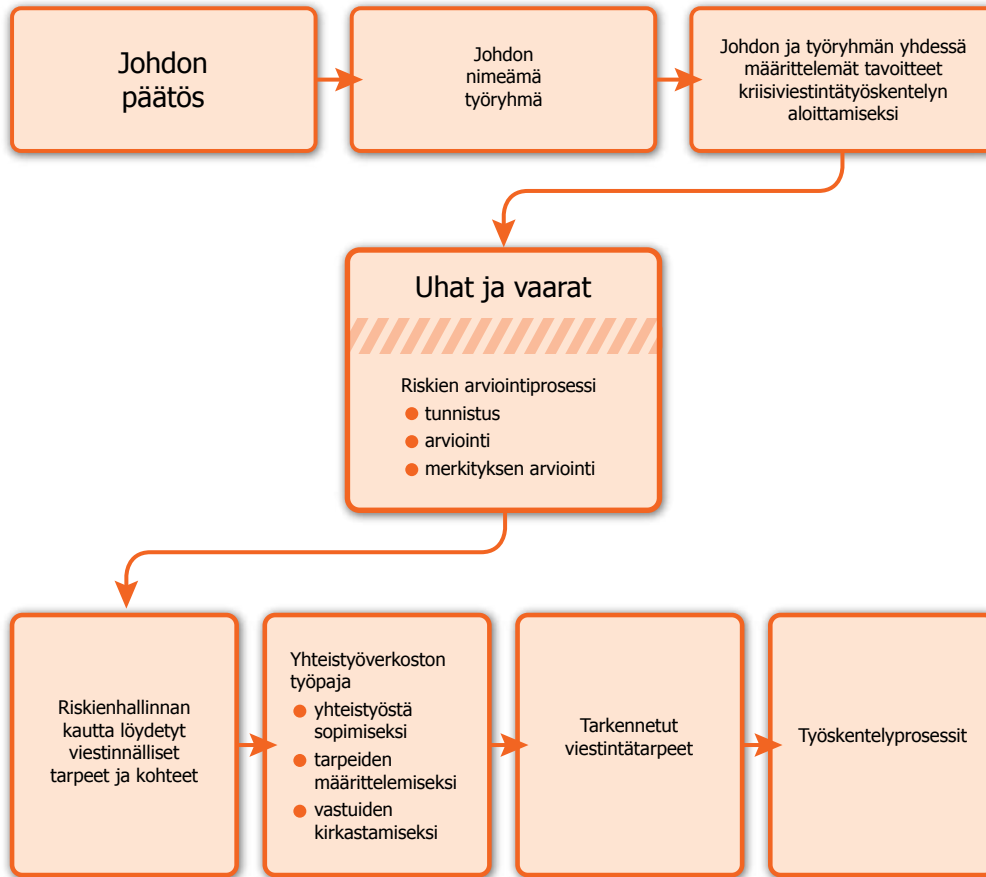 Johdon
päätös
Johdon
nimeämä
työryhmä
Johdon ja työryhmän yhdessä
määrittelemät tavoitteet
kriisiviestintätyöskentelyn
aloittamiseksi
Uhat ja vaarat
Riskien arviointiprosessi
● tunnistus
● arviointi
● merkityksen arviointi
Riskienhallinnan
kautta löydetyt
viestinnälliset
tarpeet ja kohteet
Yhteistyöverkoston
työpaja
● yhteistyöstä
sopimiseksi
● tarpeiden
määrittelemiseksi
● vastuiden
kirkastamiseksi
Tarkennetut
viestintätarpeet
Työskentelyprosessit